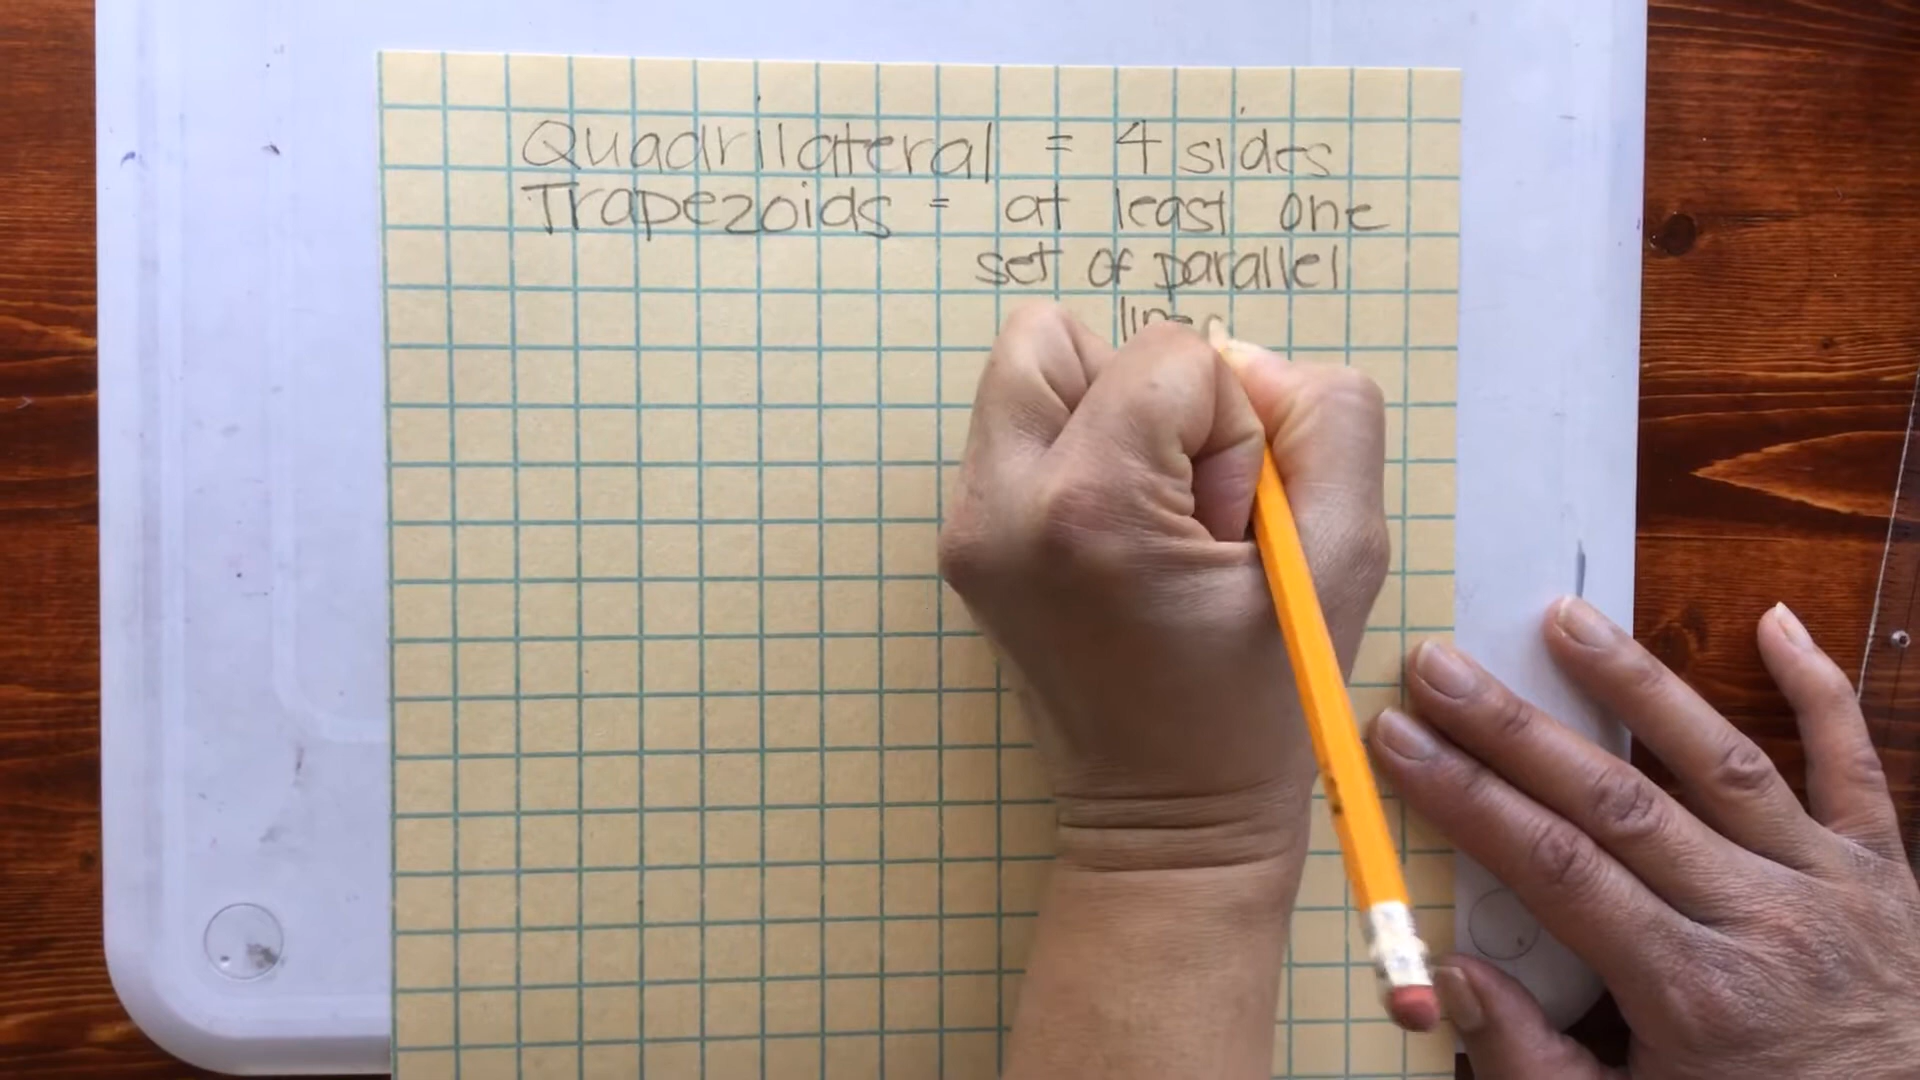 Quadrilateral = 4 sides
Trapezoids = at least one
set of parallel